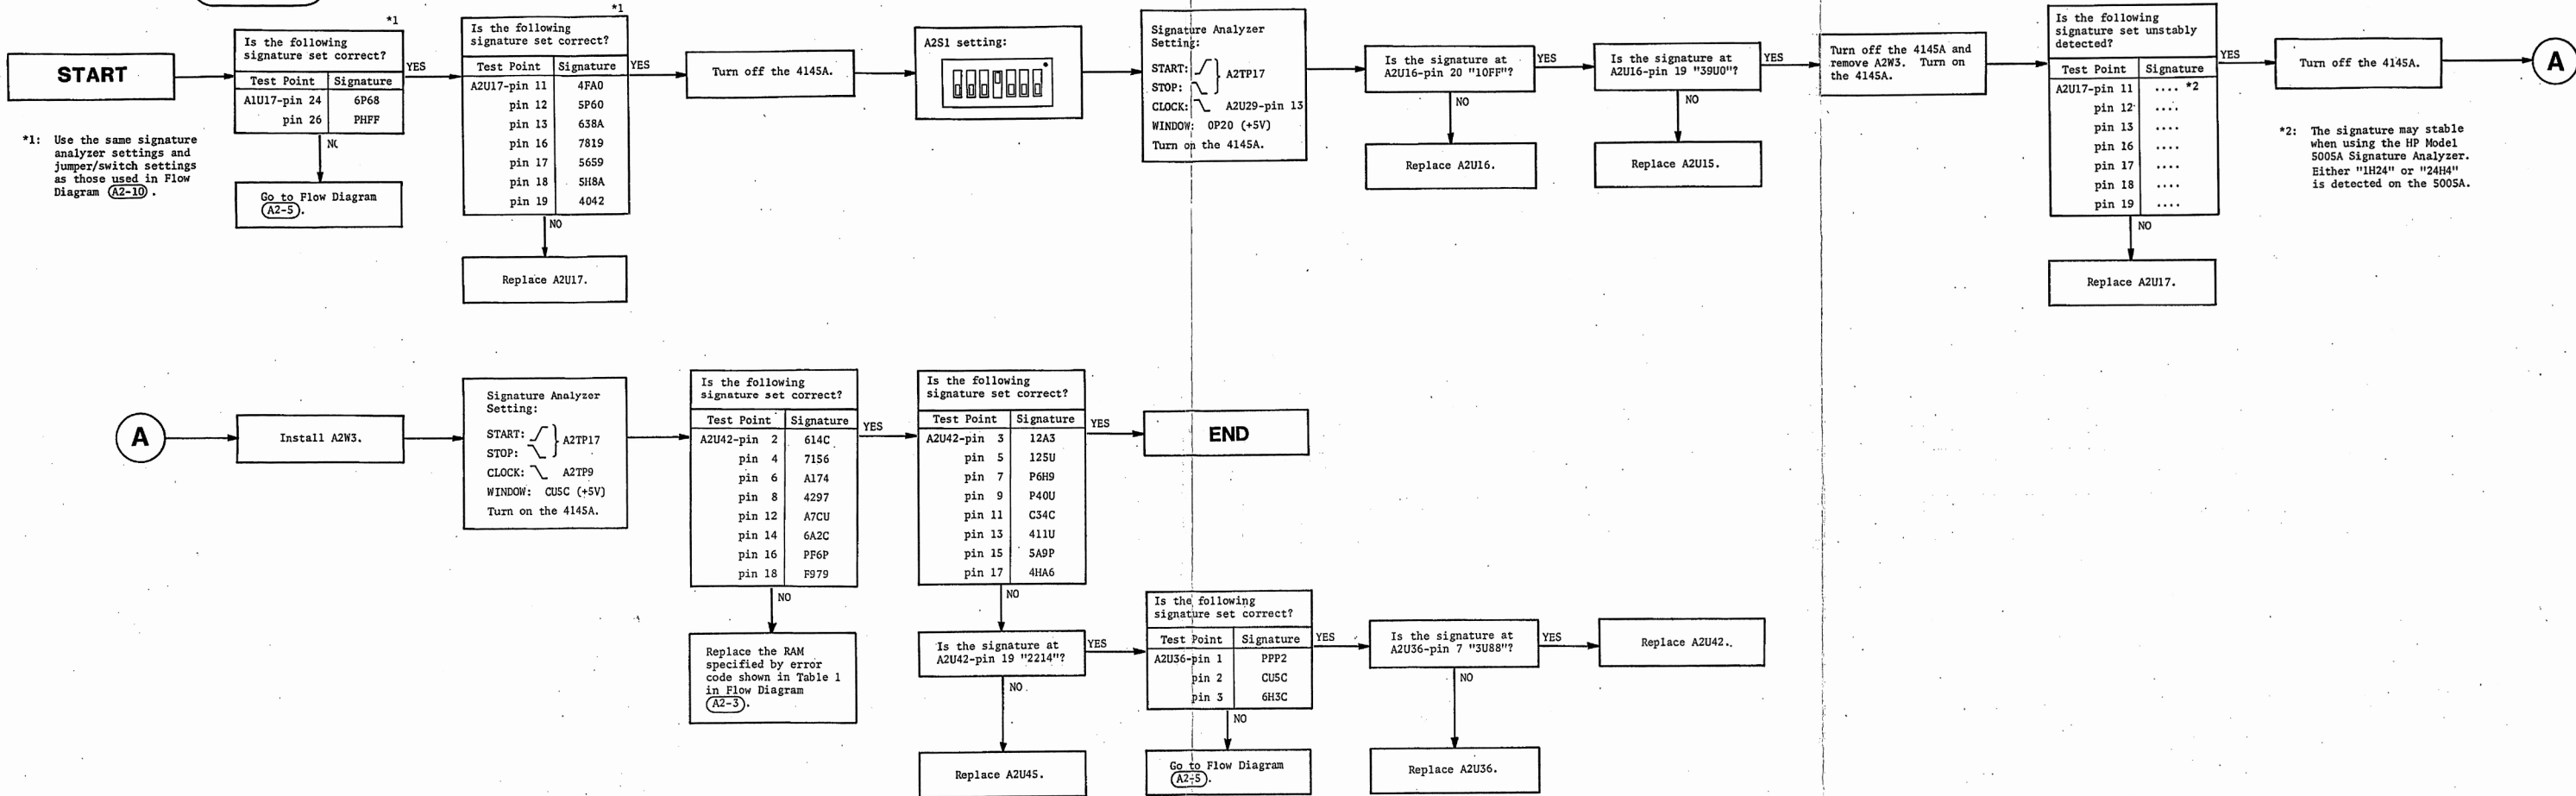 START
*1: Use the same signature
analyzer settings and
jumper/switch settings
as those used in Flow
Diagram (A2-10).
*1
Is the following
signature set correct?
Test Point Signature
A1U17-pin 24 6P68
pin 26 PHFF
YES
NO
Go to Flow Diagram
(A2-5).
*1
Is the following
signature set correct?
Test Point Signature
A2U17-pin 11 4FA0
pin 12 5P60
pin 13 638A
pin 16 7819
pin 17 5659
pin 18 5H8A
pin 19 4042
YES
NO
Replace A2U17.
Turn off the 4145A.
A2S1 setting:
Signature Analyzer
Setting:
START:
STOP:
A2TP17
CLOCK: A2U29-pin 13
WINDOW: 0P20 (+5V)
Turn on the 4145A.
Is the signature at
A2U16-pin 20 "10FF"?
YES
NO
Replace A2U16.
Is the signature at
A2U16-pin 19 "39U0"?
YES
NO
Replace A2U15.
Turn off the 4145A and
remove A2W3. Turn on
the 4145A.
Is the following
signature set unstably
detected?
Test Point Signature
A2U17-pin 11 .... *2
pin 12 ....
pin 13 ....
pin 16 ....
pin 17 ....
pin 18 ....
pin 19 ....
YES
NO
Replace A2U17.
Turn off the 4145A.
A
*2: The signature may stable
when using the HP Model
5005A Signature Analyzer.
Either "1H24" or "24H4"
is detected on the 5005A.
A
Install A2W3.
Signature Analyzer
Setting:
START:
STOP:
A2TP17
CLOCK: A2TP9
WINDOW: CU5C (+5V)
Turn on the 4145A.
Is the following
signature set correct?
Test Point Signature
A2U42-pin 2 614C
pin 4 7156
pin 6 A174
pin 8 4297
pin 12 A7CU
pin 14 6A2C
pin 16 PF6P
pin 18 F979
YES
NO
Replace the RAM
specified by error
code shown in Table 1
in Flow Diagram
(A2-3).
Is the following
signature set correct?
Test Point Signature
A2U42-pin 3 12A3
pin 5 125U
pin 7 P6H9
pin 9 P40U
pin 11 C34C
pin 13 411U
pin 15 5A9P
pin 17 4HA6
YES
END
NO
Is the signature at
A2U42-pin 19 "2214"?
YES
NO
Replace A2U45.
Is the following
signature set correct?
Test Point Signature
A2U36-pin 1 PPP2
pin 2 CU5C
pin 3 6H3C
YES
NO
Go to Flow Diagram
(A2-5).
Is the signature at
A2U36-pin 7 "3U88"?
YES
NO
Replace A2U36.
Replace A2U42.